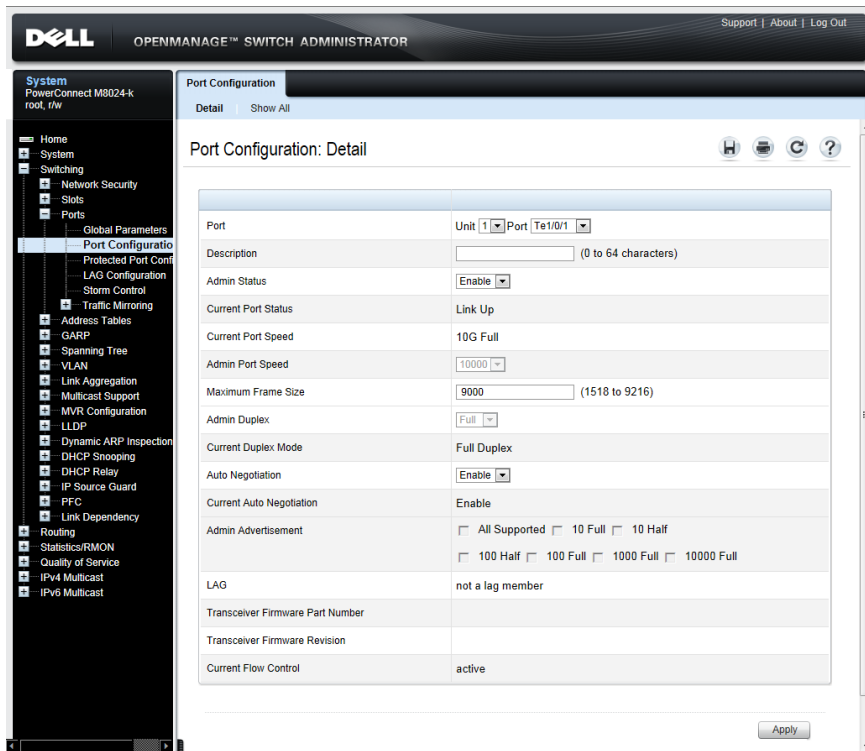 Support | About | Log Out
DELL OPENMANAGE™ SWITCH ADMINISTRATOR
System
PowerConnect M8024-k
root, r/w
Home
System
Switching
Network Security
Slots
Ports
Global Parameters
Port Configuratio
Protected Port Confi
LAG Configuration
Storm Control
Traffic Mirroring
Address Tables
GARP
Spanning Tree
VLAN
Link Aggregation
Multicast Support
MVR Configuration
LLDP
Dynamic ARP Inspection
DHCP Snooping
DHCP Relay
IP Source Guard
PFC
Link Dependency
Routing
Statistics/RMON
Quality of Service
IPv4 Multicast
IPv6 Multicast
Port Configuration
Detail Show All
Port Configuration: Detail
Port Unit 1 Port Te1/0/1
Description (0 to 64 characters)
Admin Status Enable
Current Port Status Link Up
Current Port Speed 10G Full
Admin Port Speed 10000
Maximum Frame Size 9000 (1518 to 9216)
Admin Duplex Full
Current Duplex Mode Full Duplex
Auto Negotiation Enable
Current Auto Negotiation Enable
Admin Advertisement All Supported 10 Full 10 Half
100 Half 100 Full 1000 Full 10000 Full
LAG not a lag member
Transceiver Firmware Part Number
Transceiver Firmware Revision
Current Flow Control active
Apply